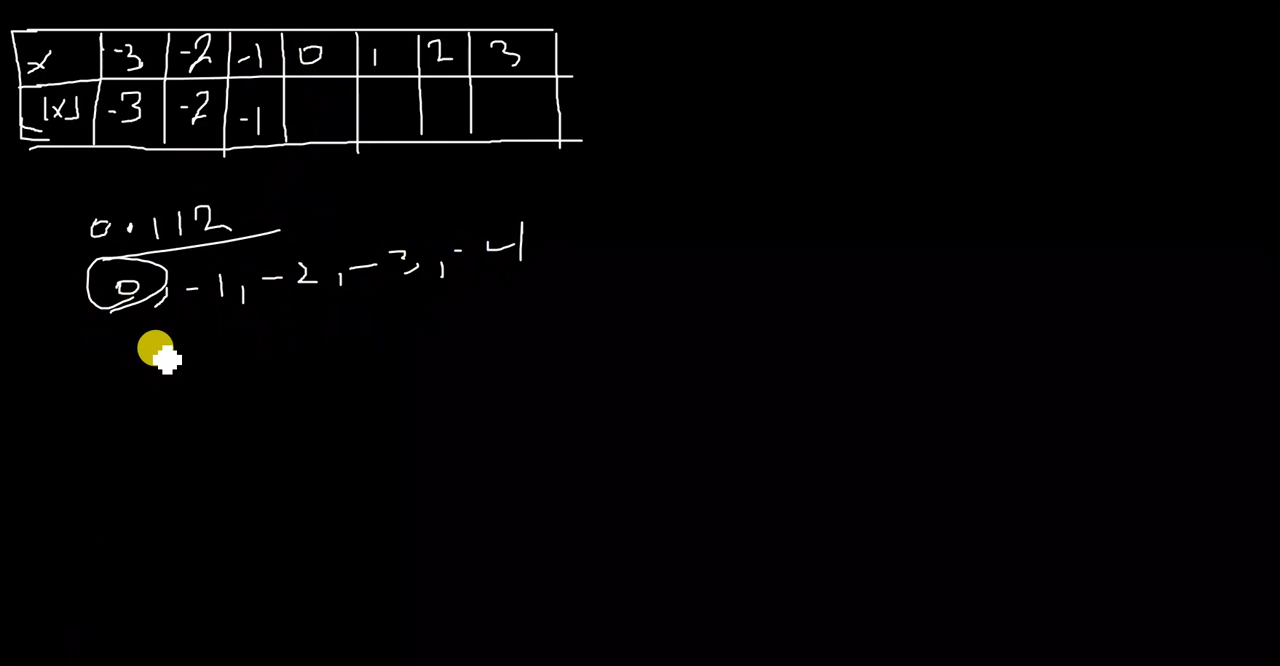 x -3 -2 -1 0 1 2 3
⌊x⌋ -3 -2 -1
0.112
0, -1, -2, -3, -4